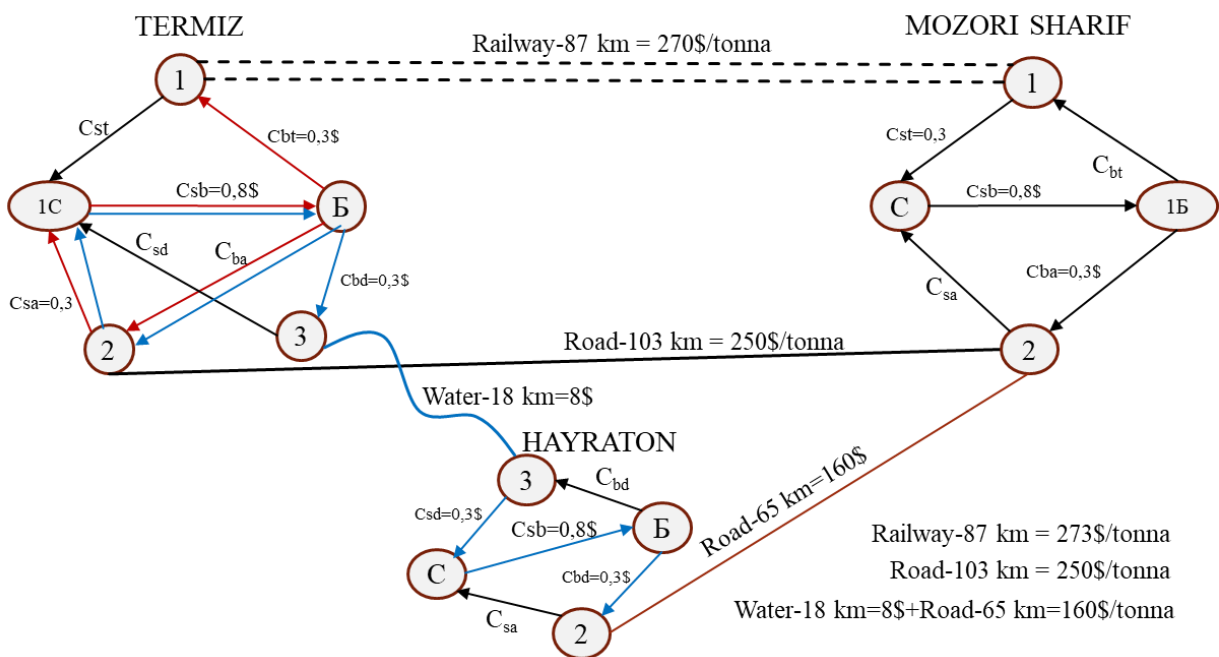 TERMIZ
MOZORI SHARIF
Railway-87 km = 270$/tonna
1
1
Cst
Cbt=0,3$
Cst=0,3
Cbt
Csb=0,8$
1C
Б
Csb=0,8$
C
1Б
Csd
Cba
Cbd=0,3$
Csa=0,3
Csa
Cba=0,3$
2
3
2
Road-103 km = 250$/tonna
Water-18 km=8$
HAYRATON
3
Cbd
Csd=0,3$
Csb=0,8$
Б
C
Cbd=0,3$
Csa
2
Road-65 km=160$
Railway-87 km = 273$/tonna
Road-103 km = 250$/tonna
Water-18 km=8$+Road-65 km=160$/tonna